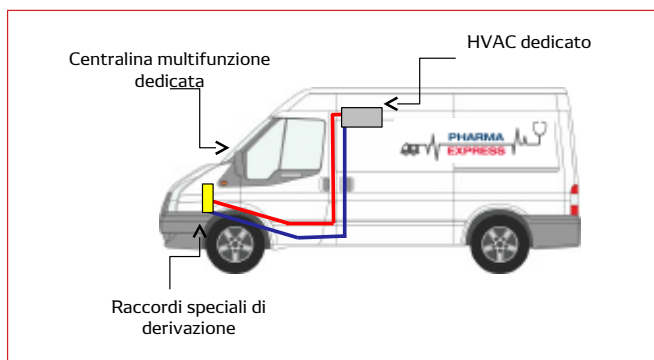 HVAC dedicato
Centralina multifunzione
dedicata
PHARMA
EXPRESS
Raccordi speciali di
derivazione